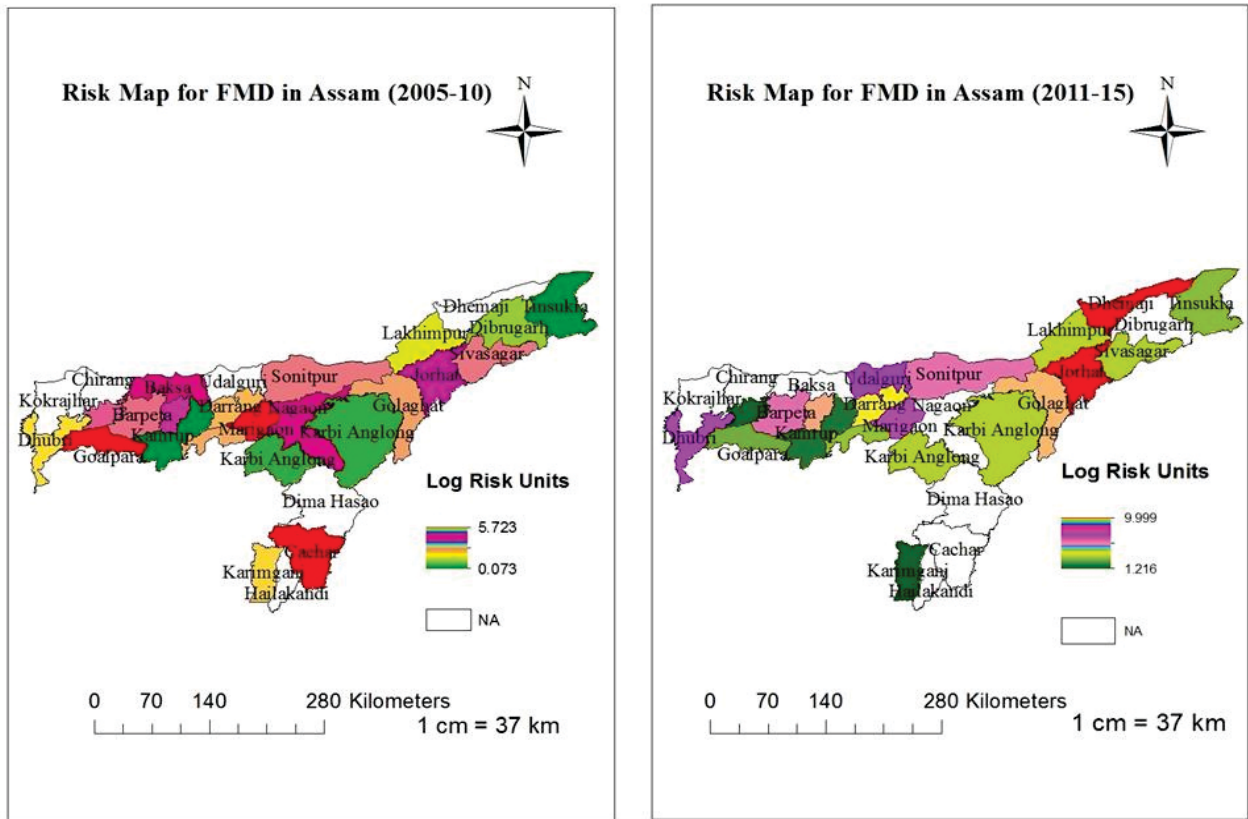 Risk Map for FMD in Assam (2005-10)
N
Dhemaji
Tinsukia
Lakhimpur
Dibrugarh
Sivasagar
Chirang
Baksa
Udalguri
Sonitpur
Jorhat
Kokrajhar
Barpeta
Darrang
Nagaon
Golaghat
Dhubri
Kamrup
Marigaon
Karbi Anglong
Goalpara
Karbi Anglong
Dima Hasao
Cachar
Karimganj
Hailakandi
Log Risk Units
5.723
0.073
NA
0 70 140 280 Kilometers
1 cm = 37 km
Risk Map for FMD in Assam (2011-15)
N
Dhemaji
Tinsukia
Lakhimpur
Dibrugarh
Sivasagar
Chirang
Baksa
Udalguri
Sonitpur
Jorhat
Kokrajhar
Barpeta
Darrang
Nagaon
Golaghat
Dhubri
Kamrup
Marigaon
Karbi Anglong
Goalpara
Karbi Anglong
Dima Hasao
Cachar
Karimganj
Hailakandi
Log Risk Units
9.999
1.216
NA
0 70 140 280 Kilometers
1 cm = 37 km